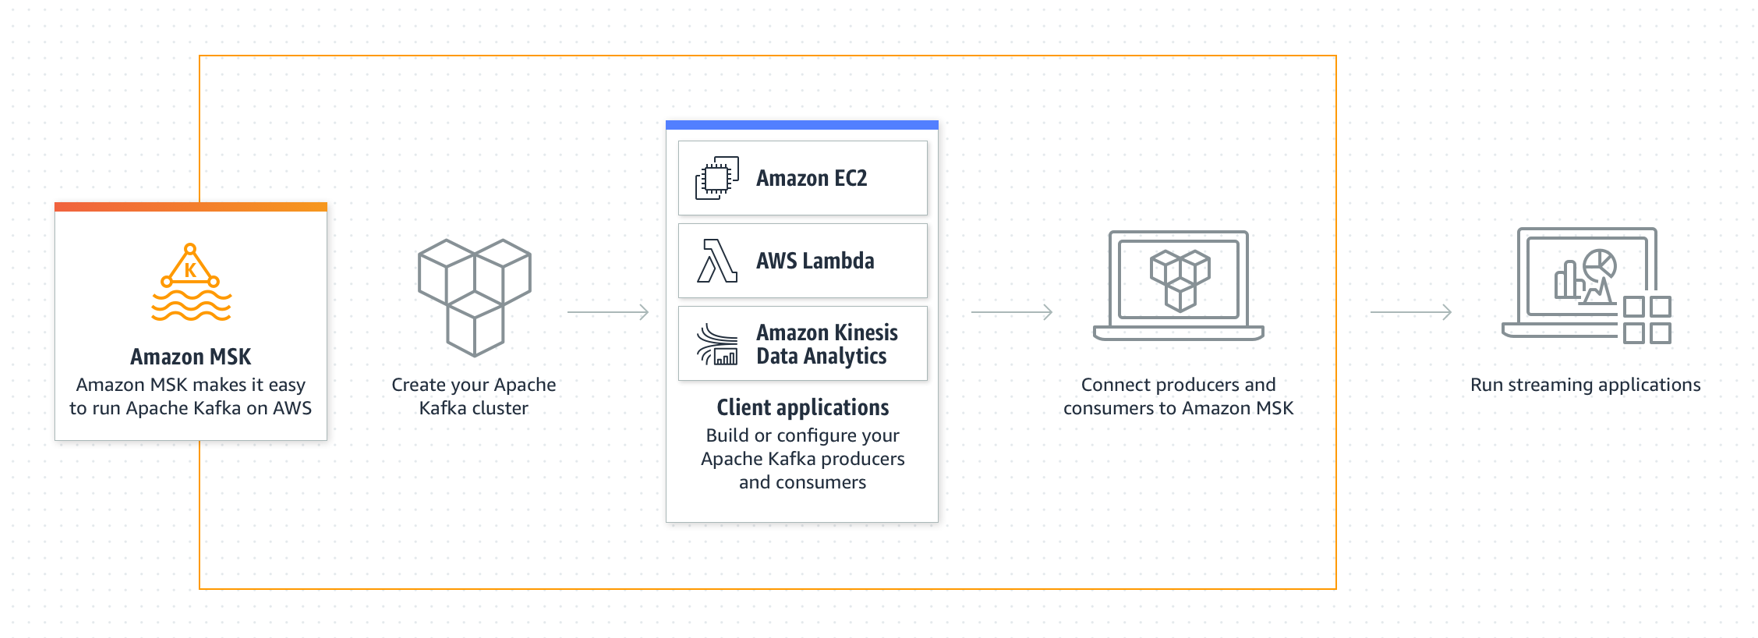 K
Amazon MSK
Amazon MSK makes it easy
to run Apache Kafka on AWS
Create your Apache
Kafka cluster
Amazon EC2
AWS Lambda
Amazon Kinesis
Data Analytics
Client applications
Build or configure your
Apache Kafka producers
and consumers
Connect producers and
consumers to Amazon MSK
Run streaming applications